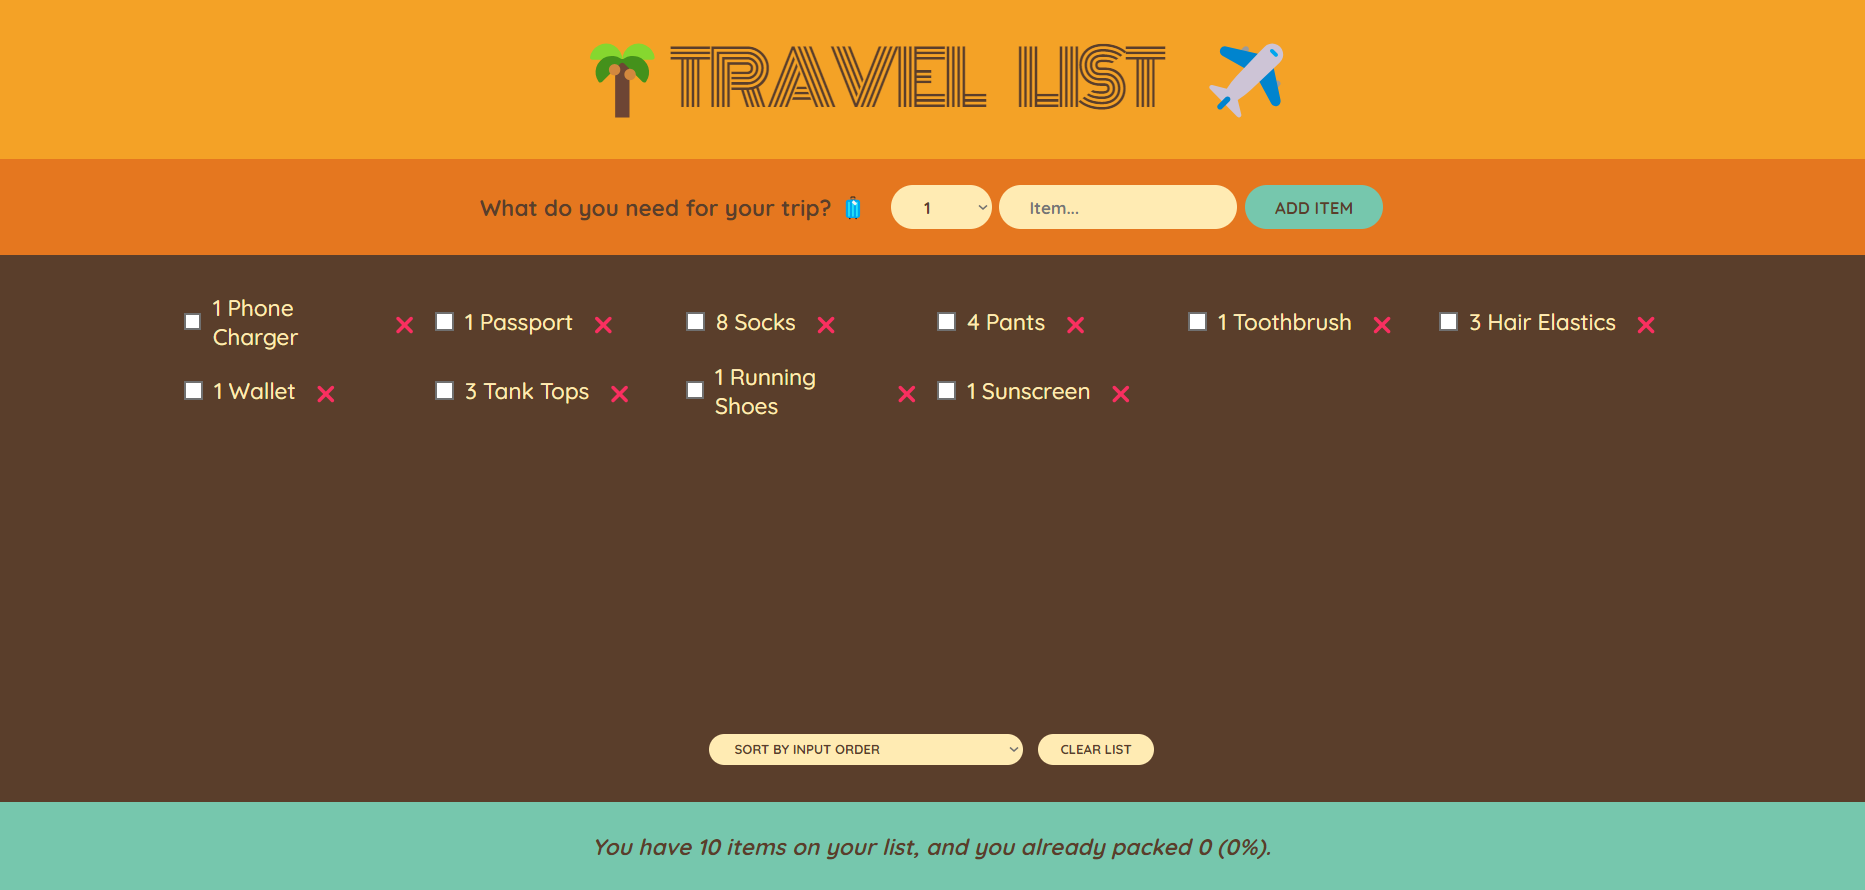 TRAVEL LIST
What do you need for your trip?
1
Item...
ADD ITEM
1 Phone
Charger
1 Passport
8 Socks
4 Pants
1 Toothbrush
3 Hair Elastics
1 Wallet
3 Tank Tops
1 Running
Shoes
1 Sunscreen
SORT BY INPUT ORDER
CLEAR LIST
You have 10 items on your list, and you already packed 0 (0%).